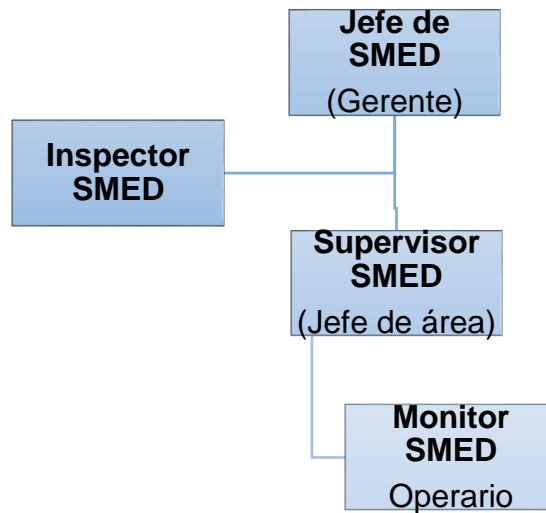 Jefe de
SMED
(Gerente)
Inspector
SMED
Supervisor
SMED
(Jefe de área)
Monitor
SMED
Operario